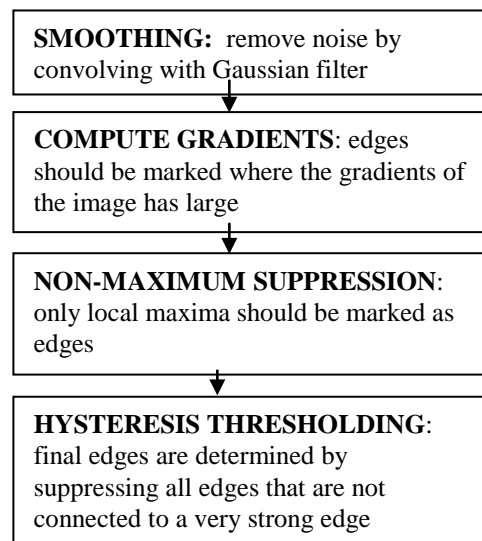 SMOOTHING: remove noise by
convolving with Gaussian filter
COMPUTE GRADIENTS: edges
should be marked where the gradients of
the image has large
NON-MAXIMUM SUPPRESSION:
only local maxima should be marked as
edges
HYSTERESIS THRESHOLDING:
final edges are determined by
suppressing all edges that are not
connected to a very strong edge